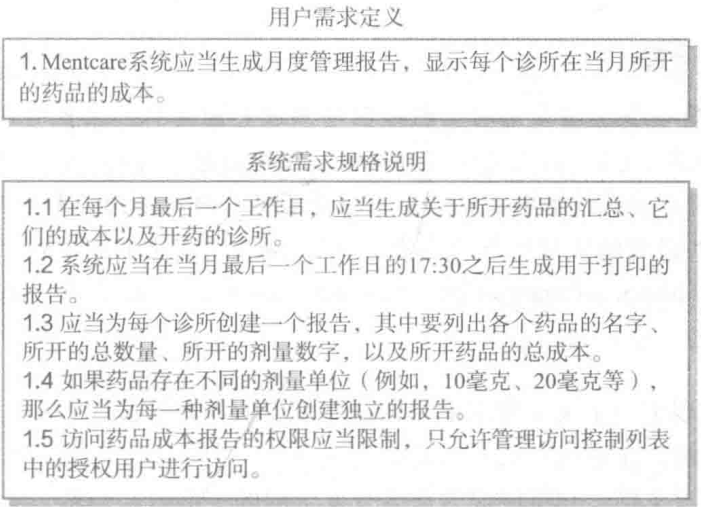 用户需求定义
1. Mentcare系统应当生成月度管理报告，显示每个诊所在当月所开
的药品的成本。
系统需求规格说明
1.1 在每个月最后一个工作日，应当生成关于所开药品的汇总、它
们的成本以及开药的诊所。
1.2 系统应当在当月最后一个工作日的17:30之后生成用于打印的
报告。
1.3 应当为每个诊所创建一个报告，其中要列出各个药品的名字、
所开的总数量、所开的剂量数字，以及所开药品的总成本。
1.4 如果药品存在不同的剂量单位（例如，10毫克、20毫克等），
那么应当为每一种剂量单位创建独立的报告。
1.5 访问药品成本报告的权限应当限制，只允许管理访问控制列表
中的授权用户进行访问。